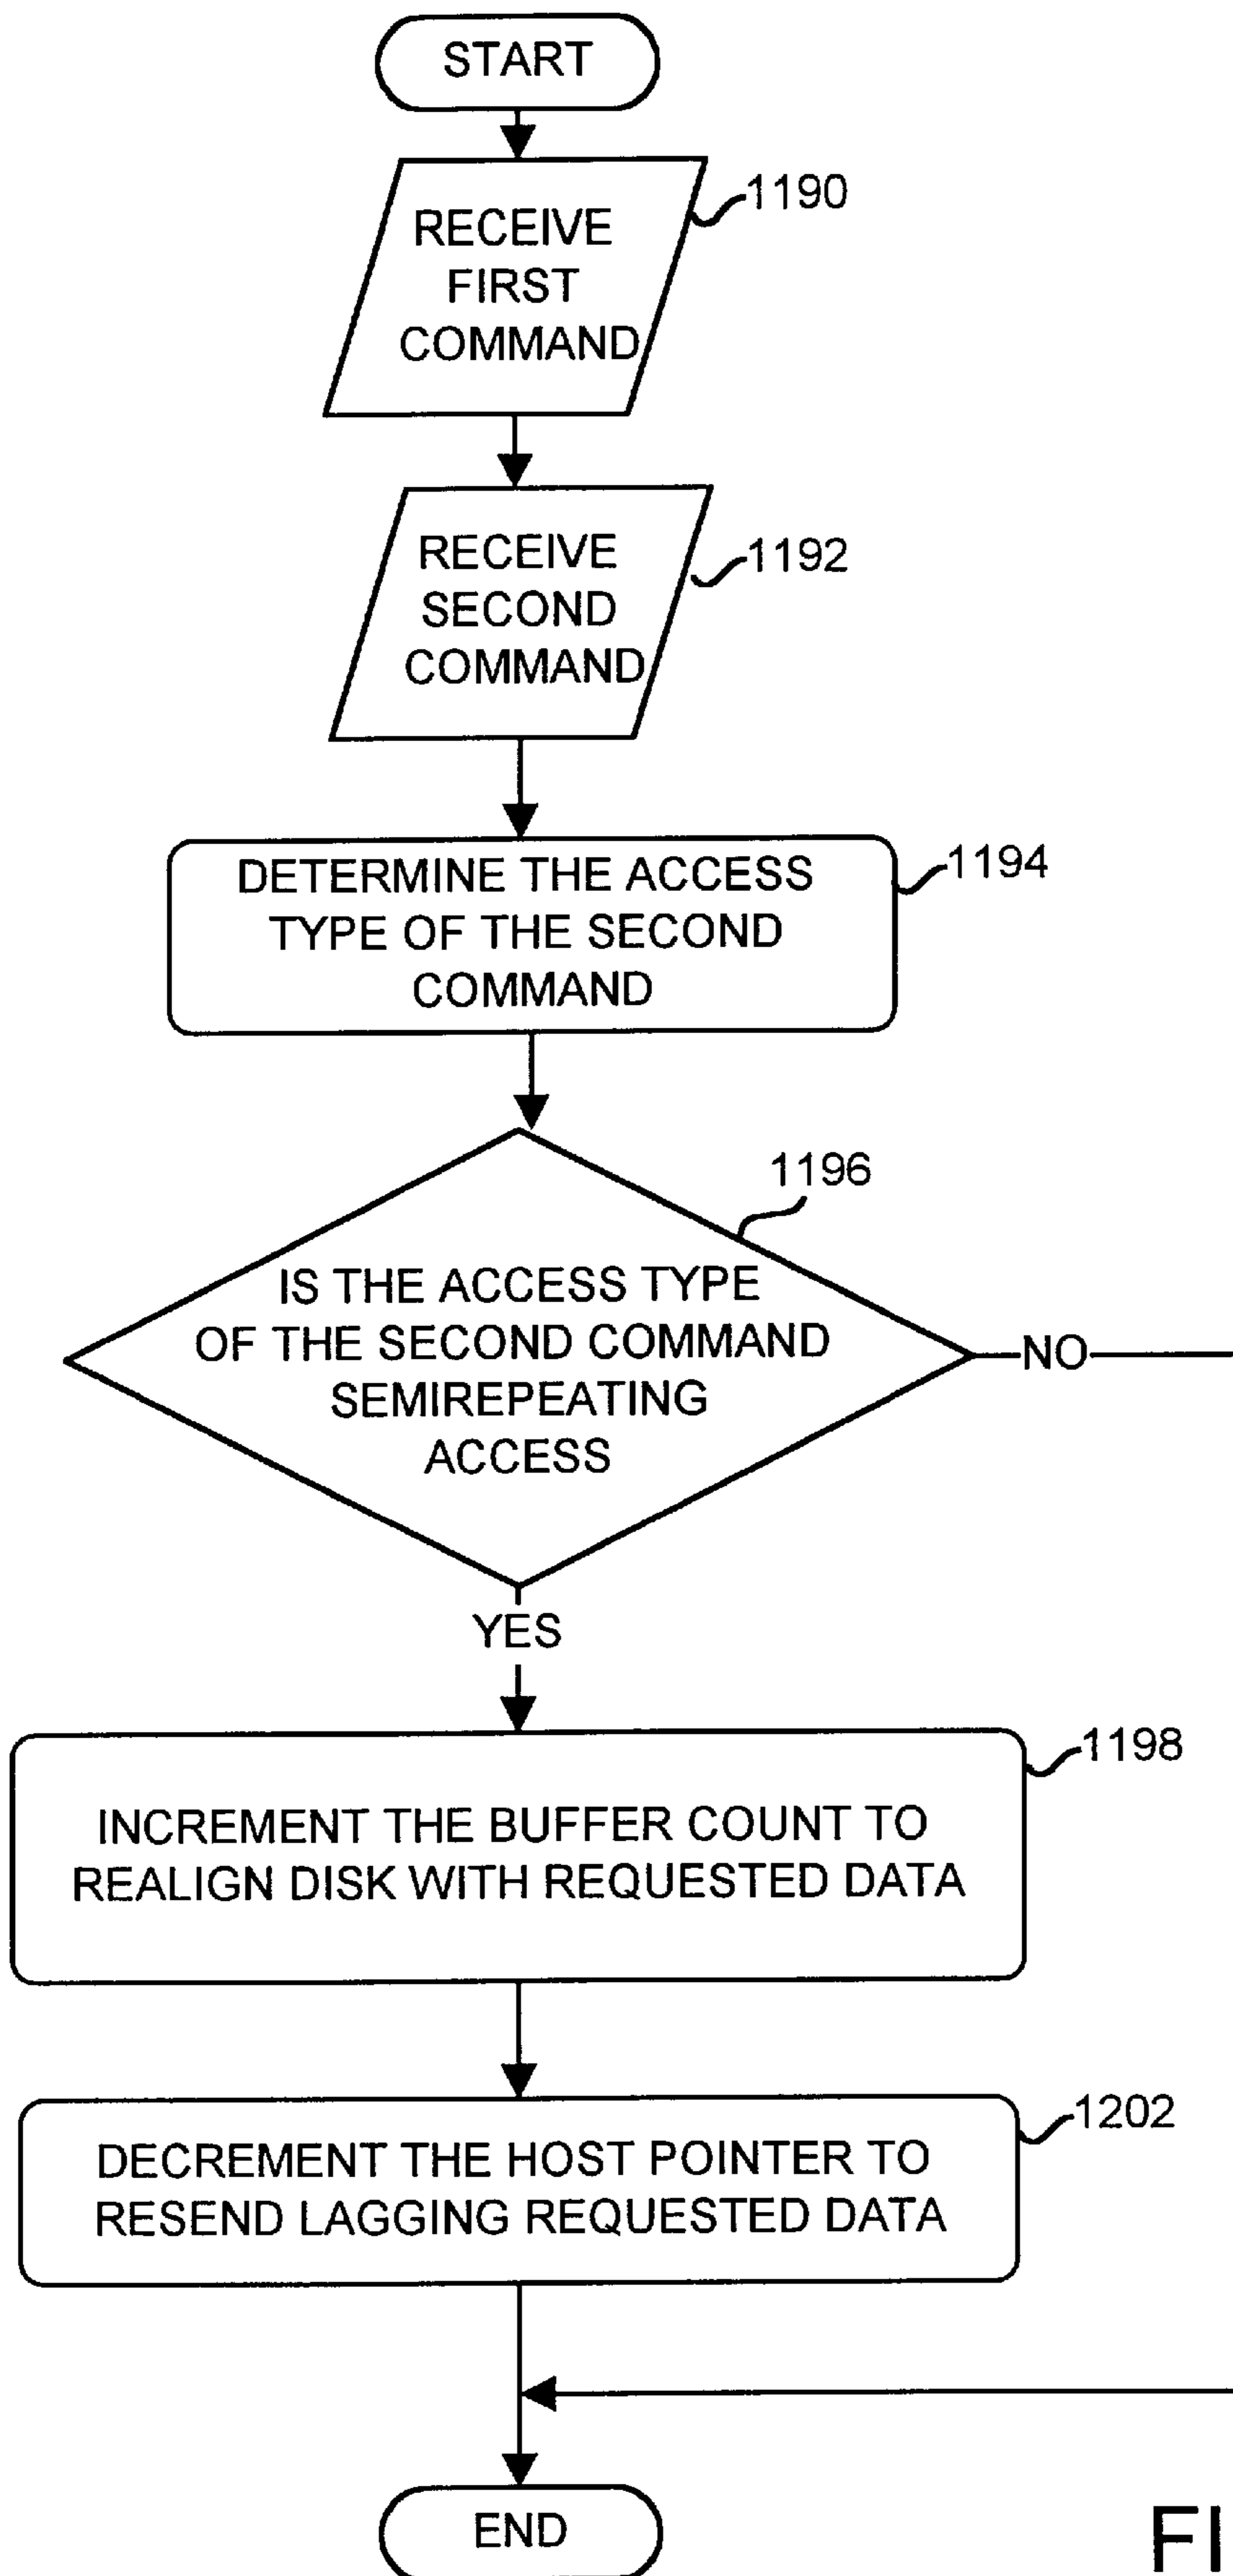 START
RECEIVE
FIRST
COMMAND
1190
RECEIVE
SECOND
COMMAND
1192
DETERMINE THE ACCESS
TYPE OF THE SECOND
COMMAND
1194
1196
IS THE ACCESS TYPE
OF THE SECOND COMMAND
SEMIREPEATING
ACCESS
NO
YES
1198
INCREMENT THE BUFFER COUNT TO
REALIGN DISK WITH REQUESTED DATA
1202
DECREMENT THE HOST POINTER TO
RESEND LAGGING REQUESTED DATA
END
FI